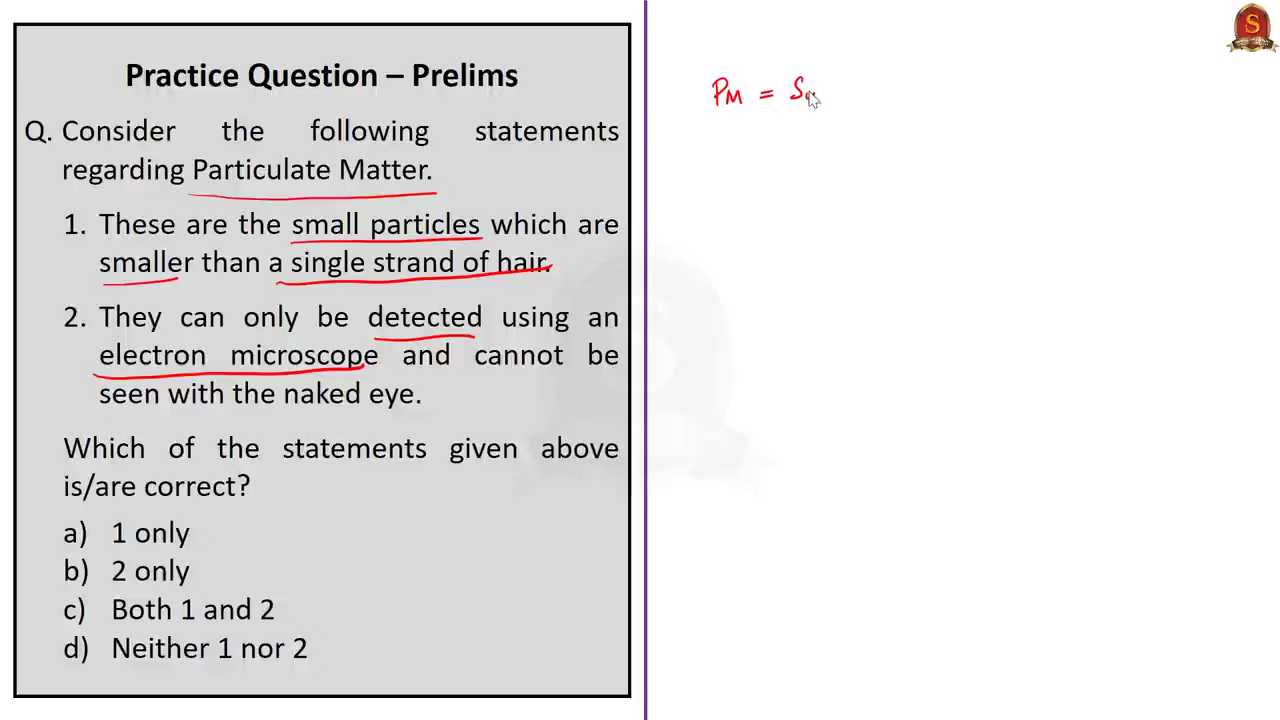 Practice Question – Prelims
Q. Consider the following statements
regarding Particulate Matter.
1. These are the small particles which are
smaller than a single strand of hair.
2. They can only be detected using an
electron microscope and cannot be
seen with the naked eye.
Which of the statements given above
is/are correct?
a) 1 only
b) 2 only
c) Both 1 and 2
d) Neither 1 nor 2
PM = S
S